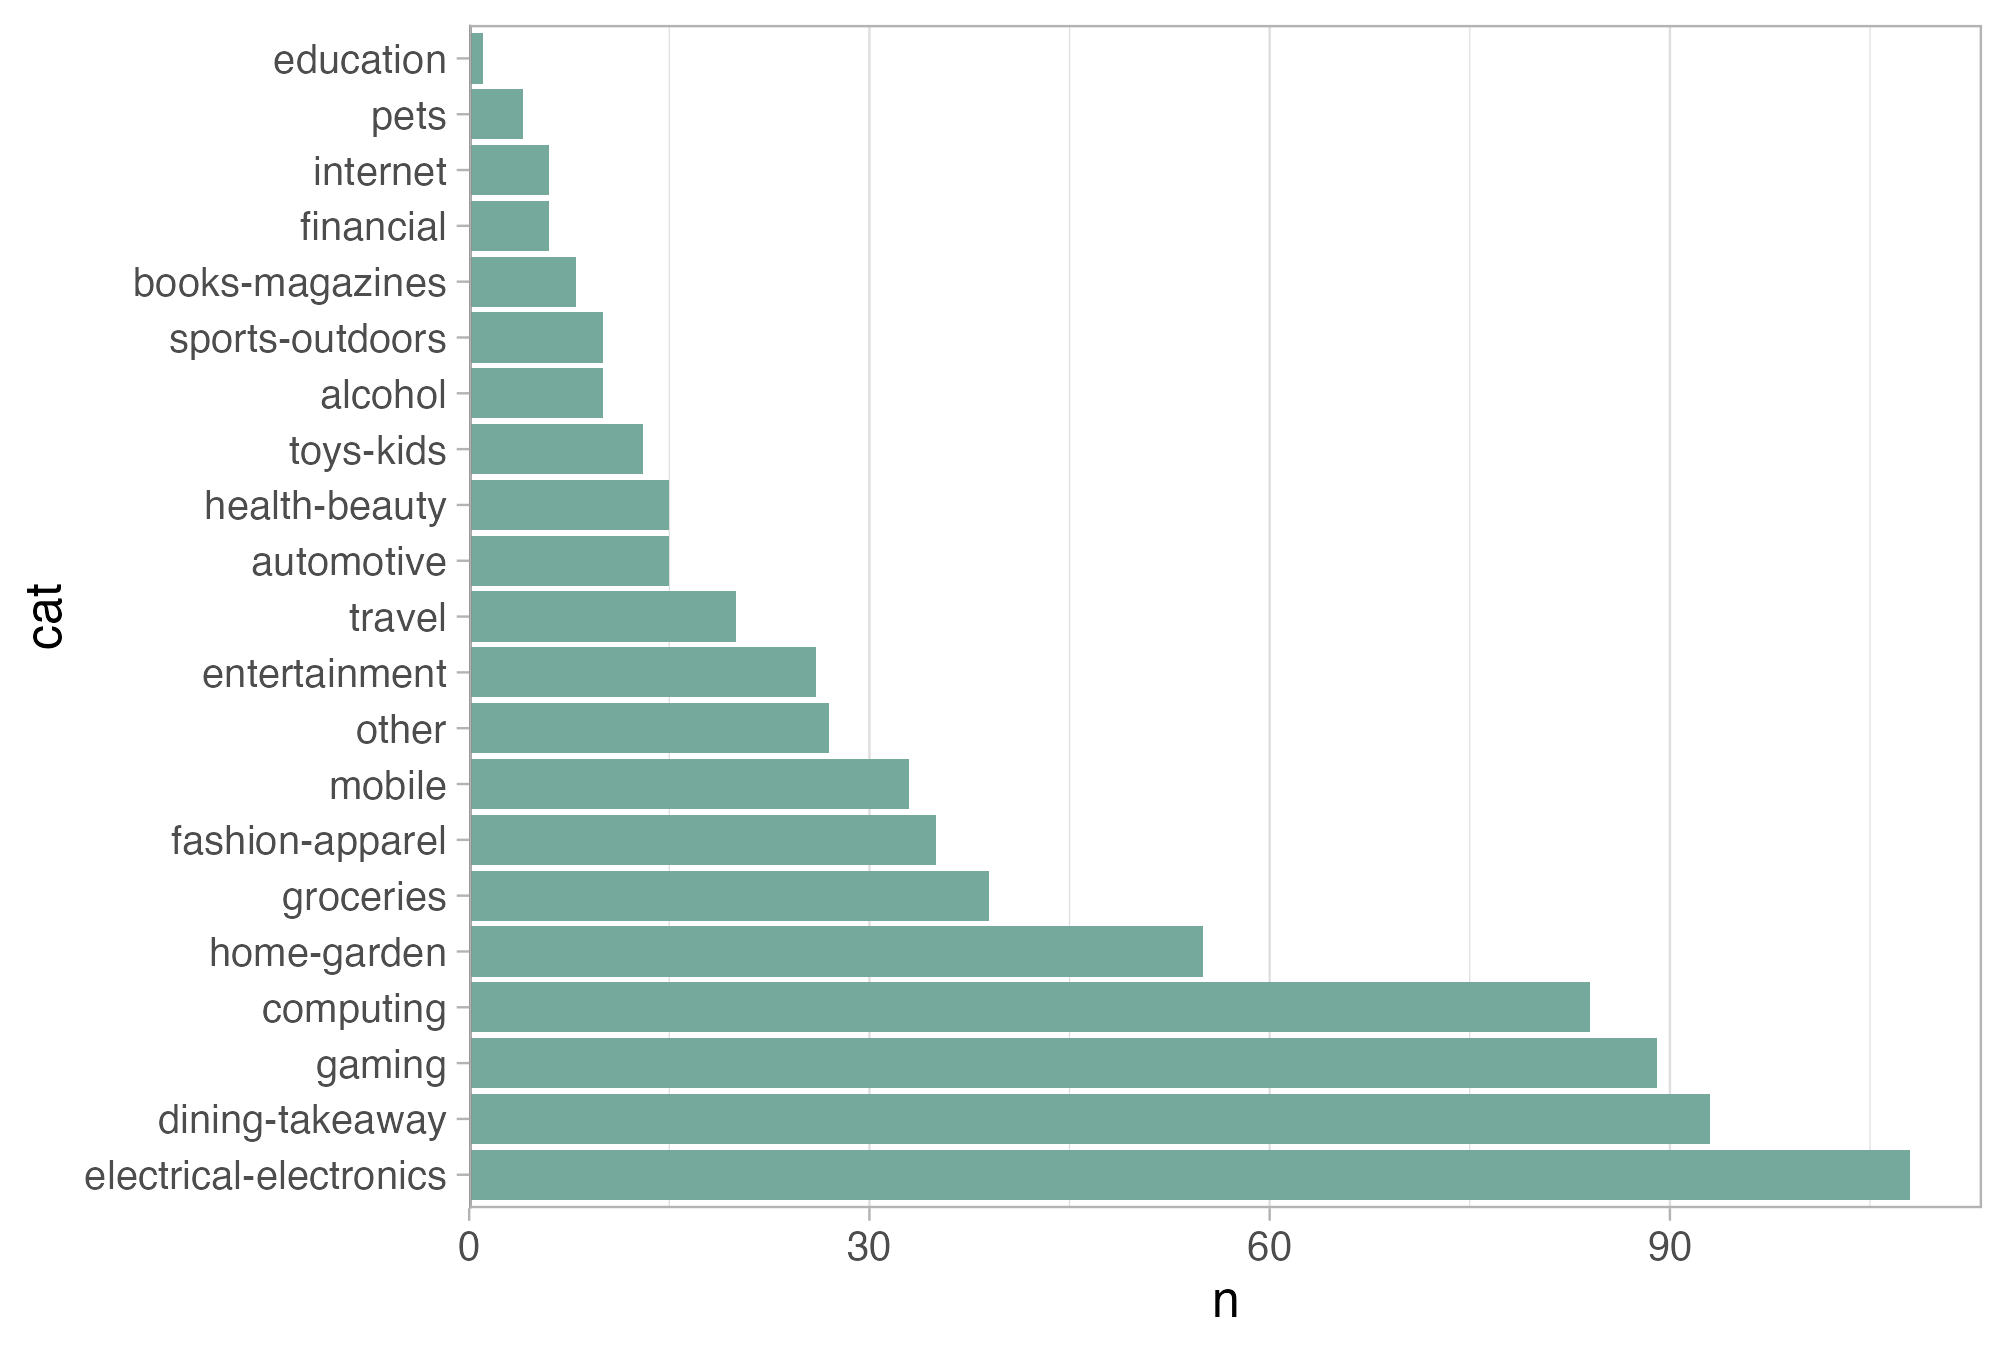 education
pets
internet
financial
books-magazines
sports-outdoors
alcohol
toys-kids
health-beauty
automotive
travel
entertainment
other
mobile
fashion-apparel
groceries
home-garden
computing
gaming
dining-takeaway
electrical-electronics
cat
0 30 60 90
n